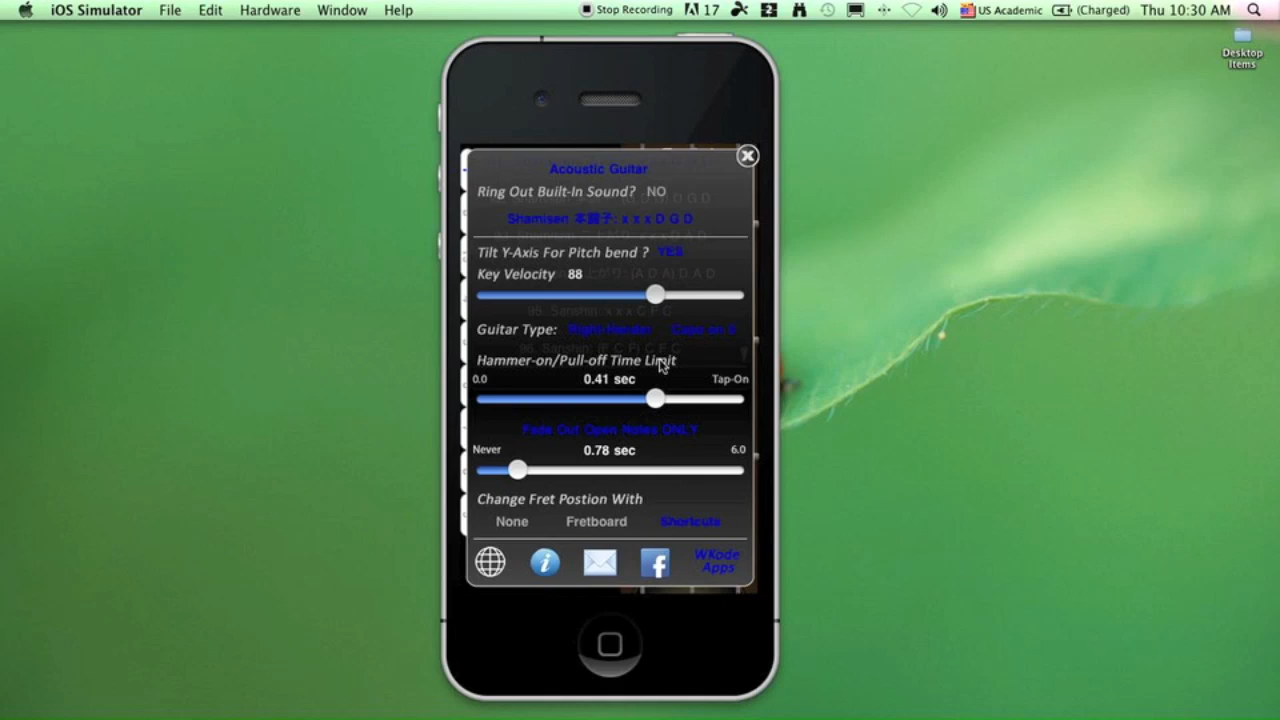 iOS Simulator File Edit Hardware Window Help Stop Recording 17 US Academic (Charged) Thu 10:30 AM
Desktop
Items
Acoustic Guitar
Ring Out Built-In Sound? NO
Shamisen 本調子: x x x D G D
Tilt Y-Axis For Pitch bend ? YES
(A D A) D A D
Key Velocity 88
95. Sanshin: x x x C F C
Guitar Type: Right-Handed Capo on 0
96. Sanshin: (F C F) C F C
Hammer-on/Pull-off Time Limit
0.0 0.41 sec Tap-On
Fade Out Open Notes ONLY
Never 0.78 sec 6.0
Change Fret Postion With
None Fretboard Shortcuts
WKode
Apps